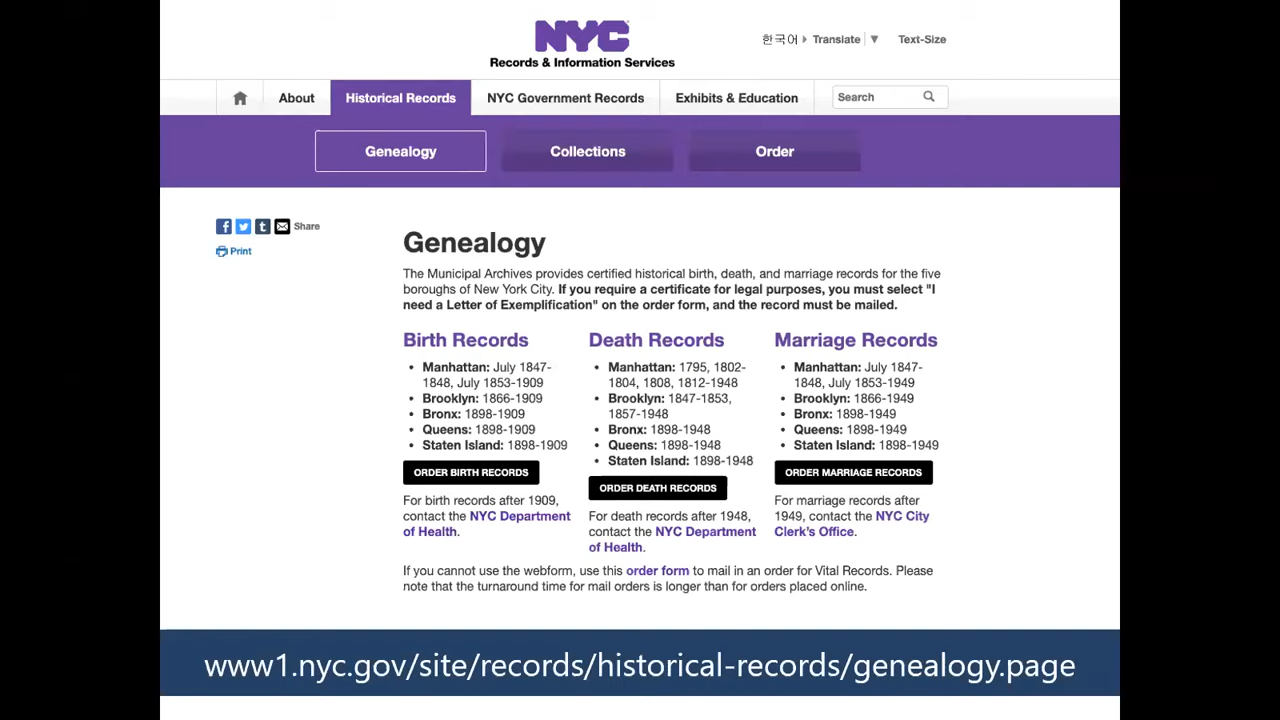 NYC
Records & Information Services
한국어 Translate ▼ Text-Size
About
Historical Records
NYC Government Records
Exhibits & Education
Search
Genealogy
Collections
Order
Share
Print
Genealogy
The Municipal Archives provides certified historical birth, death, and marriage records for the five
boroughs of New York City. If you require a certificate for legal purposes, you must select "I
need a Letter of Exemplification" on the order form, and the record must be mailed.
Birth Records
• Manhattan: July 1847-
1848, July 1853-1909
• Brooklyn: 1866-1909
• Bronx: 1898-1909
• Queens: 1898-1909
• Staten Island: 1898-1909
ORDER BIRTH RECORDS
For birth records after 1909,
contact the NYC Department
of Health.
Death Records
• Manhattan: 1795, 1802-
1804, 1808, 1812-1948
• Brooklyn: 1847-1853,
1857-1948
• Bronx: 1898-1948
• Queens: 1898-1948
• Staten Island: 1898-1948
ORDER DEATH RECORDS
For death records after 1948,
contact the NYC Department
of Health.
Marriage Records
• Manhattan: July 1847-
1848, July 1853-1949
• Brooklyn: 1866-1949
• Bronx: 1898-1949
• Queens: 1898-1949
• Staten Island: 1898-1949
ORDER MARRIAGE RECORDS
For marriage records after
1949, contact the NYC City
Clerk's Office.
If you cannot use the webform, use this order form to mail in an order for Vital Records. Please
note that the turnaround time for mail orders is longer than for orders placed online.
www1.nyc.gov/site/records/historical-records/genealogy.page